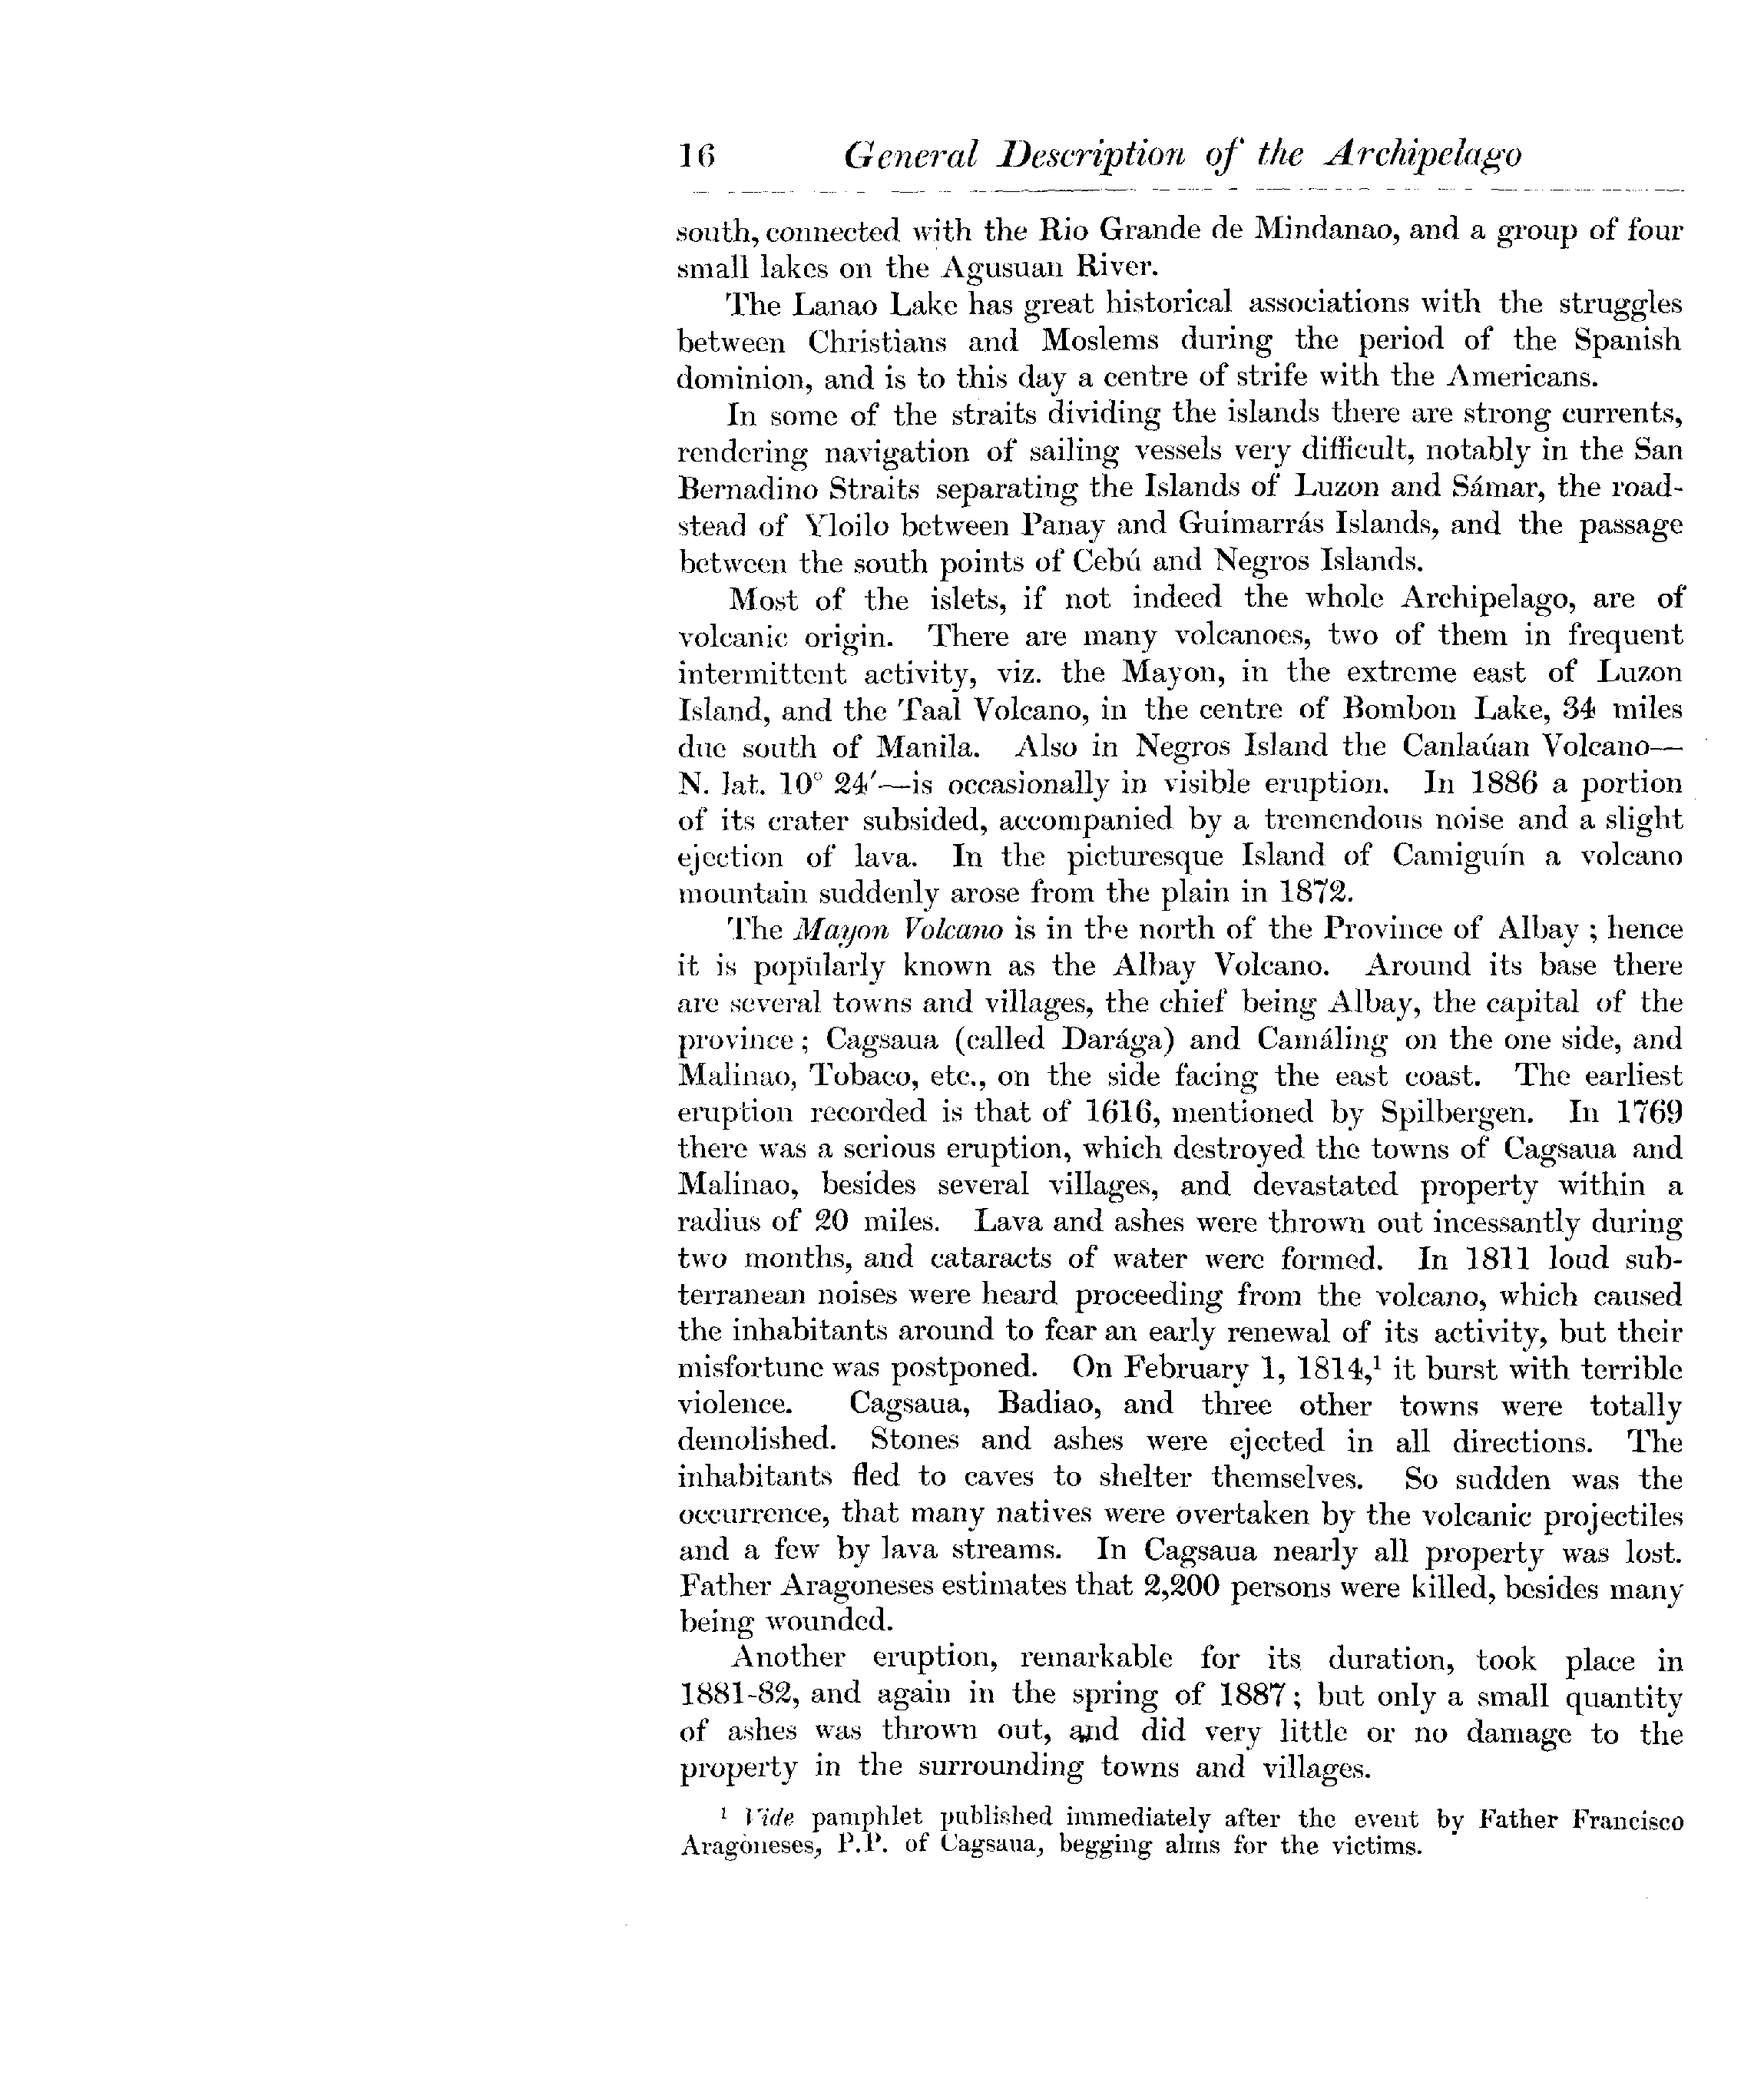 16 General Description of the Archipelago
south, connected with the Rio Grande de Mindanao, and a group of four
small lakes on the Agusuan River.
The Lanao Lake has great historical associations with the struggles
between Christians and Moslems during the period of the Spanish
dominion, and is to this day a centre of strife with the Americans.
In some of the straits dividing the islands there are strong currents,
rendering navigation of sailing vessels very difficult, notably in the San
Bernadino Straits separating the Islands of Luzon and Sámar, the road-
stead of Yloilo between Panay and Guimarrás Islands, and the passage
between the south points of Cebú and Negros Islands.
Most of the islets, if not indeed the whole Archipelago, are of
volcanic origin. There are many volcanoes, two of them in frequent
intermittent activity, viz. the Mayon, in the extreme east of Luzon
Island, and the Taal Volcano, in the centre of Bombon Lake, 34 miles
due south of Manila. Also in Negros Island the Canlaúan Volcano—
N. lat. 10° 24′—is occasionally in visible eruption. In 1886 a portion
of its crater subsided, accompanied by a tremendous noise and a slight
ejection of lava. In the picturesque Island of Camiguín a volcano
mountain suddenly arose from the plain in 1872.
The Mayon Volcano is in the north of the Province of Albay ; hence
it is popularly known as the Albay Volcano. Around its base there
are several towns and villages, the chief being Albay, the capital of the
province ; Cagsaua (called Darága) and Camáling on the one side, and
Malinao, Tobaco, etc., on the side facing the east coast. The earliest
eruption recorded is that of 1616, mentioned by Spilbergen. In 1769
there was a serious eruption, which destroyed the towns of Cagsaua and
Malinao, besides several villages, and devastated property within a
radius of 20 miles. Lava and ashes were thrown out incessantly during
two months, and cataracts of water were formed. In 1811 loud sub-
terranean noises were heard proceeding from the volcano, which caused
the inhabitants around to fear an early renewal of its activity, but their
misfortune was postponed. On February 1, 1814,¹ it burst with terrible
violence. Cagsaua, Badiao, and three other towns were totally
demolished. Stones and ashes were ejected in all directions. The
inhabitants fled to caves to shelter themselves. So sudden was the
occurrence, that many natives were overtaken by the volcanic projectiles
and a few by lava streams. In Cagsaua nearly all property was lost.
Father Aragoneses estimates that 2,200 persons were killed, besides many
being wounded.
Another eruption, remarkable for its duration, took place in
1881-82, and again in the spring of 1887 ; but only a small quantity
of ashes was thrown out, and did very little or no damage to the
property in the surrounding towns and villages.
¹ Vide pamphlet published immediately after the event by Father Francisco
Aragoneses, P.P. of Cagsaua, begging alms for the victims.